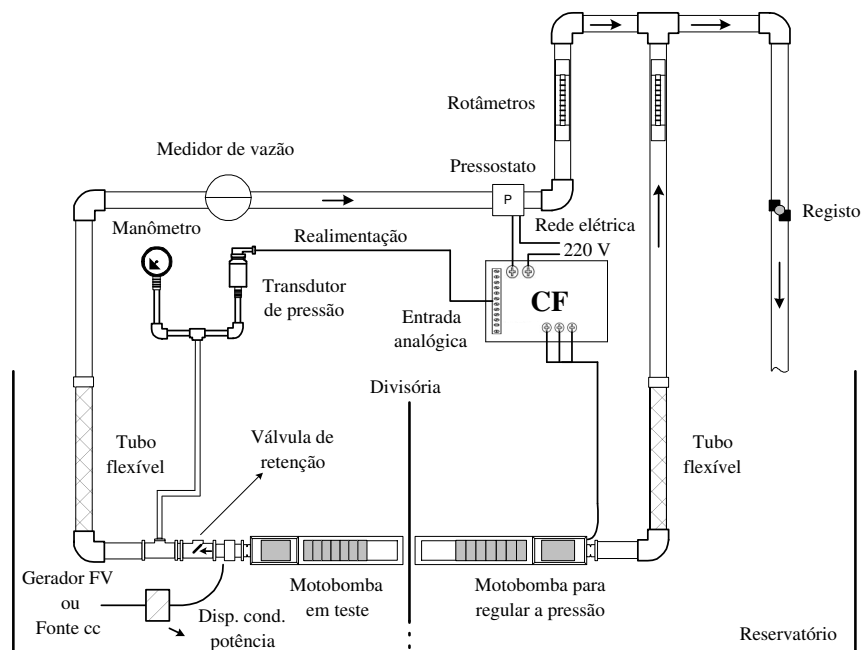 Rotâmetros
Medidor de vazão
Pressostato
P
Registo
Manômetro
Realimentação
Rede elétrica
220 V
Transdutor
de pressão
CF
Entrada
analógica
Divisória
Tubo
flexível
Válvula de
retenção
Tubo
flexível
Gerador FV
ou
Fonte cc
Disp. cond.
potência
Motobomba
em teste
Motobomba para
regular a pressão
Reservatório